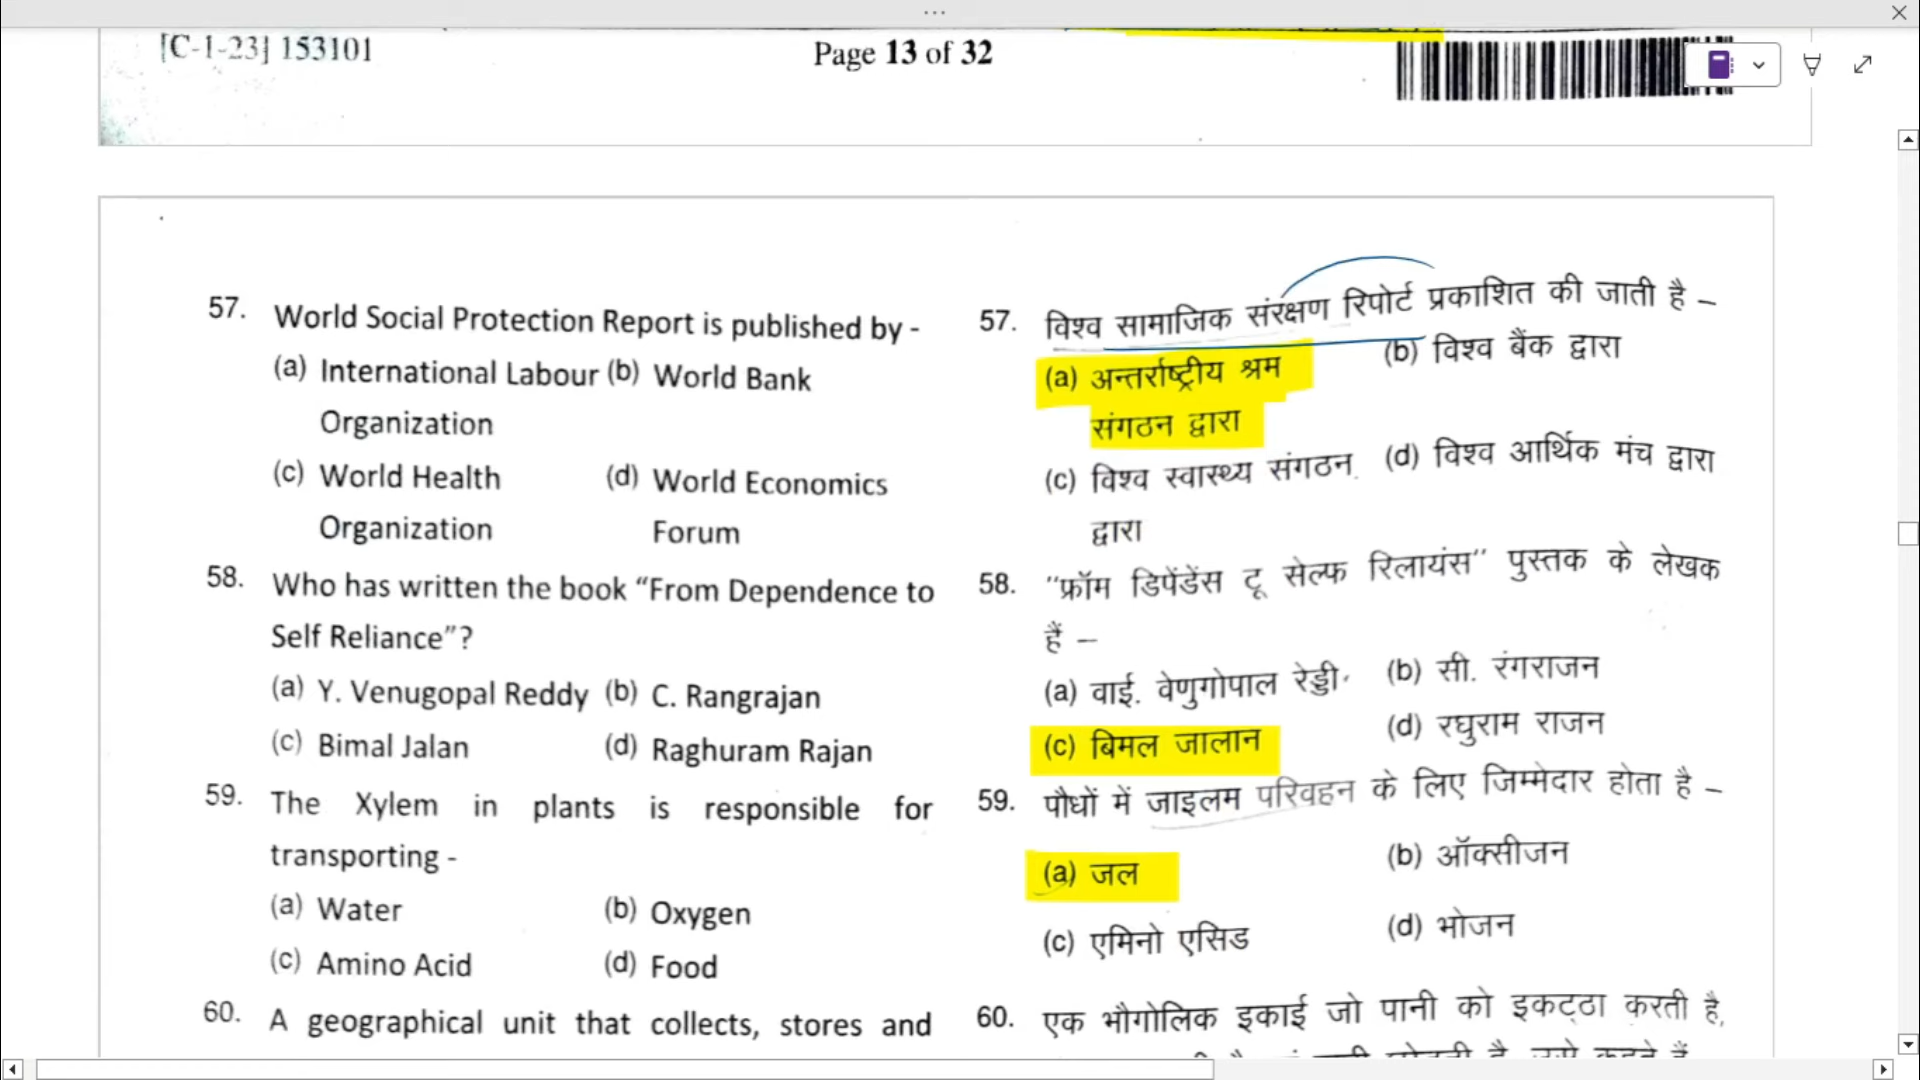 [C-1-23] 153101
Page 13 of 32
57. World Social Protection Report is published by -
(a) International Labour (b) World Bank
Organization
(c) World Health (d) World Economics
Organization Forum
58. Who has written the book “From Dependence to
Self Reliance”?
(a) Y. Venugopal Reddy (b) C. Rangrajan
(c) Bimal Jalan (d) Raghuram Rajan
59. The Xylem in plants is responsible for
transporting -
(a) Water (b) Oxygen
(c) Amino Acid (d) Food
60. A geographical unit that collects, stores and
57. विश्व सामाजिक संरक्षण रिपोर्ट प्रकाशित की जाती है –
(a) अन्तर्राष्ट्रीय श्रम (b) विश्व बैंक द्वारा
संगठन द्वारा
(c) विश्व स्वास्थ्य संगठन (d) विश्व आर्थिक मंच द्वारा
द्वारा
58. “फ्रॉम डिपेंडेंस टू सेल्फ रिलायंस” पुस्तक के लेखक
हैं –
(a) वाई. वेणुगोपाल रेड्डी (b) सी. रंगराजन
(c) बिमल जालान (d) रघुराम राजन
59. पौधों में जाइलम परिवहन के लिए जिम्मेदार होता है –
(a) जल (b) ऑक्सीजन
(c) एमिनो एसिड (d) भोजन
60. एक भौगोलिक इकाई जो पानी को इकट्ठा करती है,